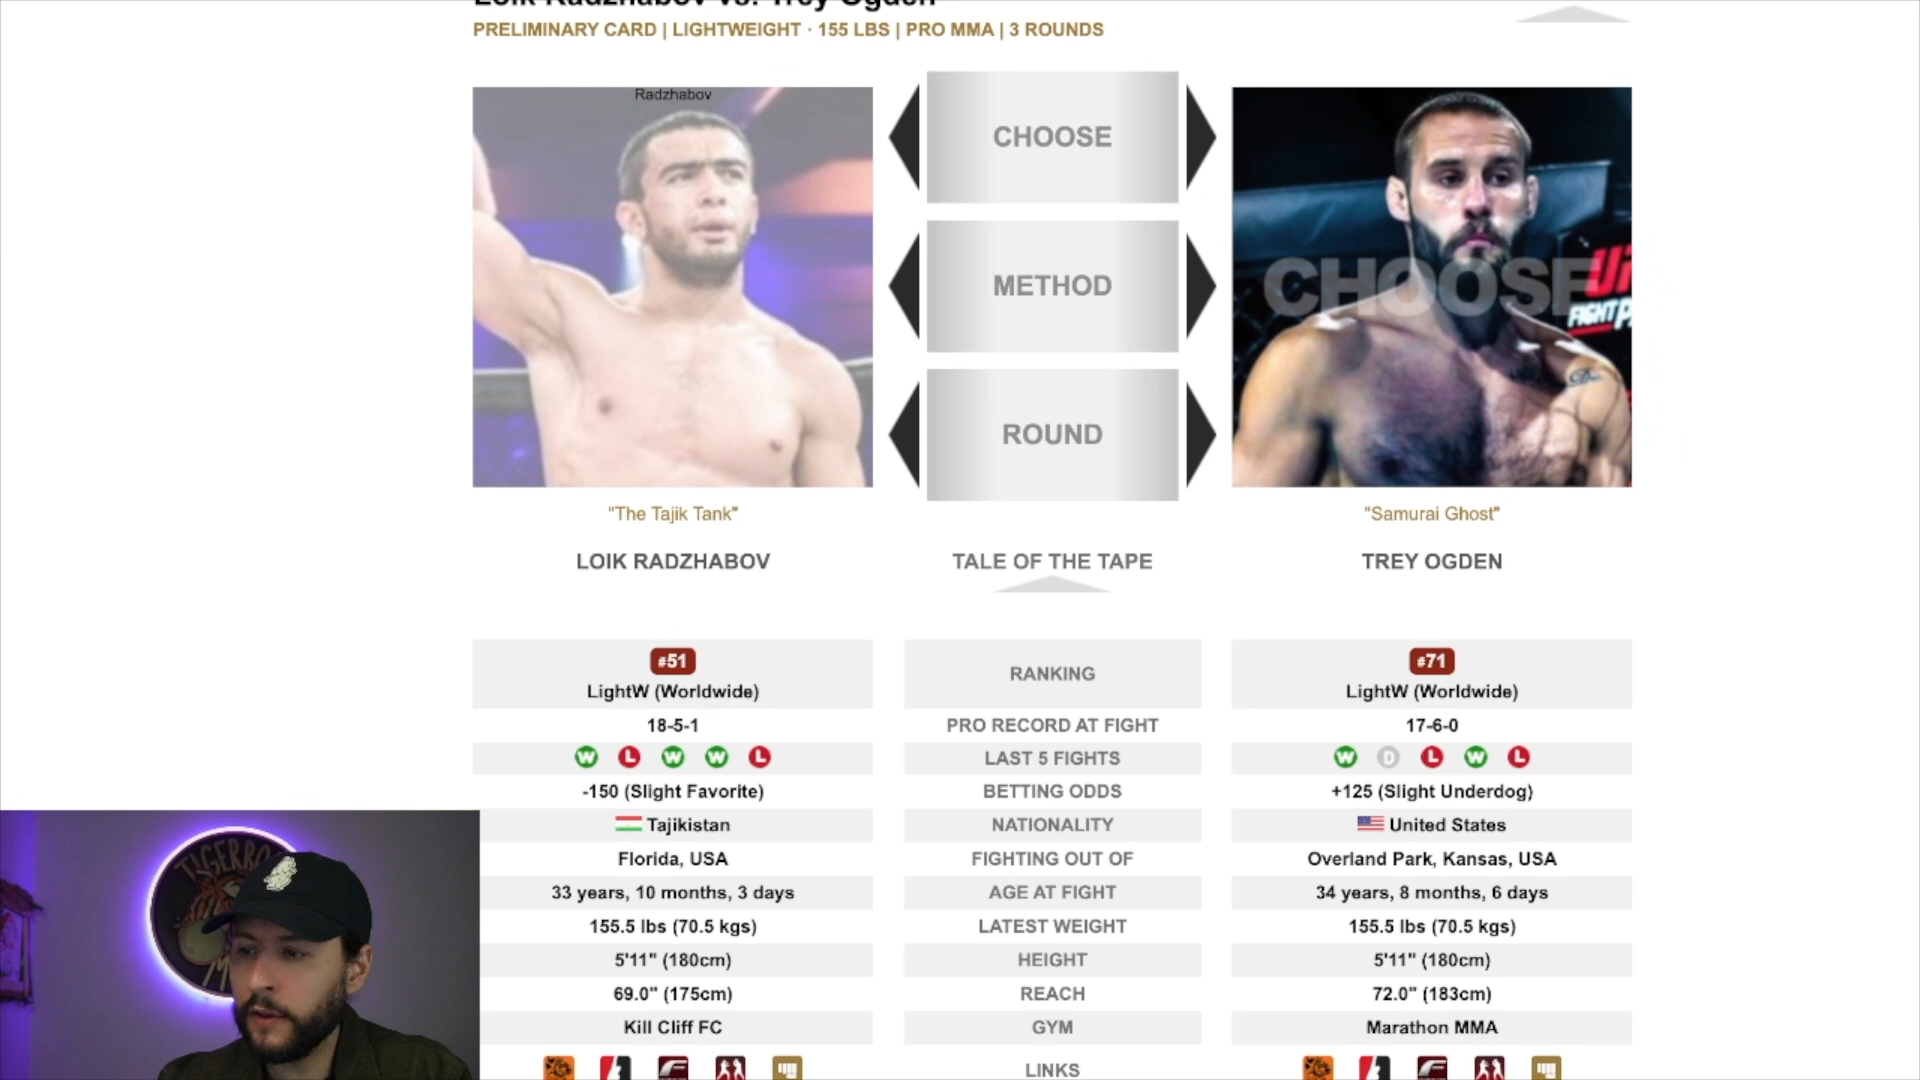 Loik Radzhabov vs. Trey Ogden
PRELIMINARY CARD | LIGHTWEIGHT · 155 LBS | PRO MMA | 3 ROUNDS
Radzhabov
CHOOSE
METHOD
ROUND
CHOOSE
FIGHT
"The Tajik Tank"
"Samurai Ghost"
LOIK RADZHABOV
TALE OF THE TAPE
TREY OGDEN
#51
LightW (Worldwide)
RANKING
#71
LightW (Worldwide)
18-5-1
PRO RECORD AT FIGHT
17-6-0
W L W W L
LAST 5 FIGHTS
W D L W L
-150 (Slight Favorite)
BETTING ODDS
+125 (Slight Underdog)
Tajikistan
NATIONALITY
United States
Florida, USA
FIGHTING OUT OF
Overland Park, Kansas, USA
33 years, 10 months, 3 days
AGE AT FIGHT
34 years, 8 months, 6 days
155.5 lbs (70.5 kgs)
LATEST WEIGHT
155.5 lbs (70.5 kgs)
5'11" (180cm)
HEIGHT
5'11" (180cm)
69.0" (175cm)
REACH
72.0" (183cm)
Kill Cliff FC
GYM
Marathon MMA
LINKS